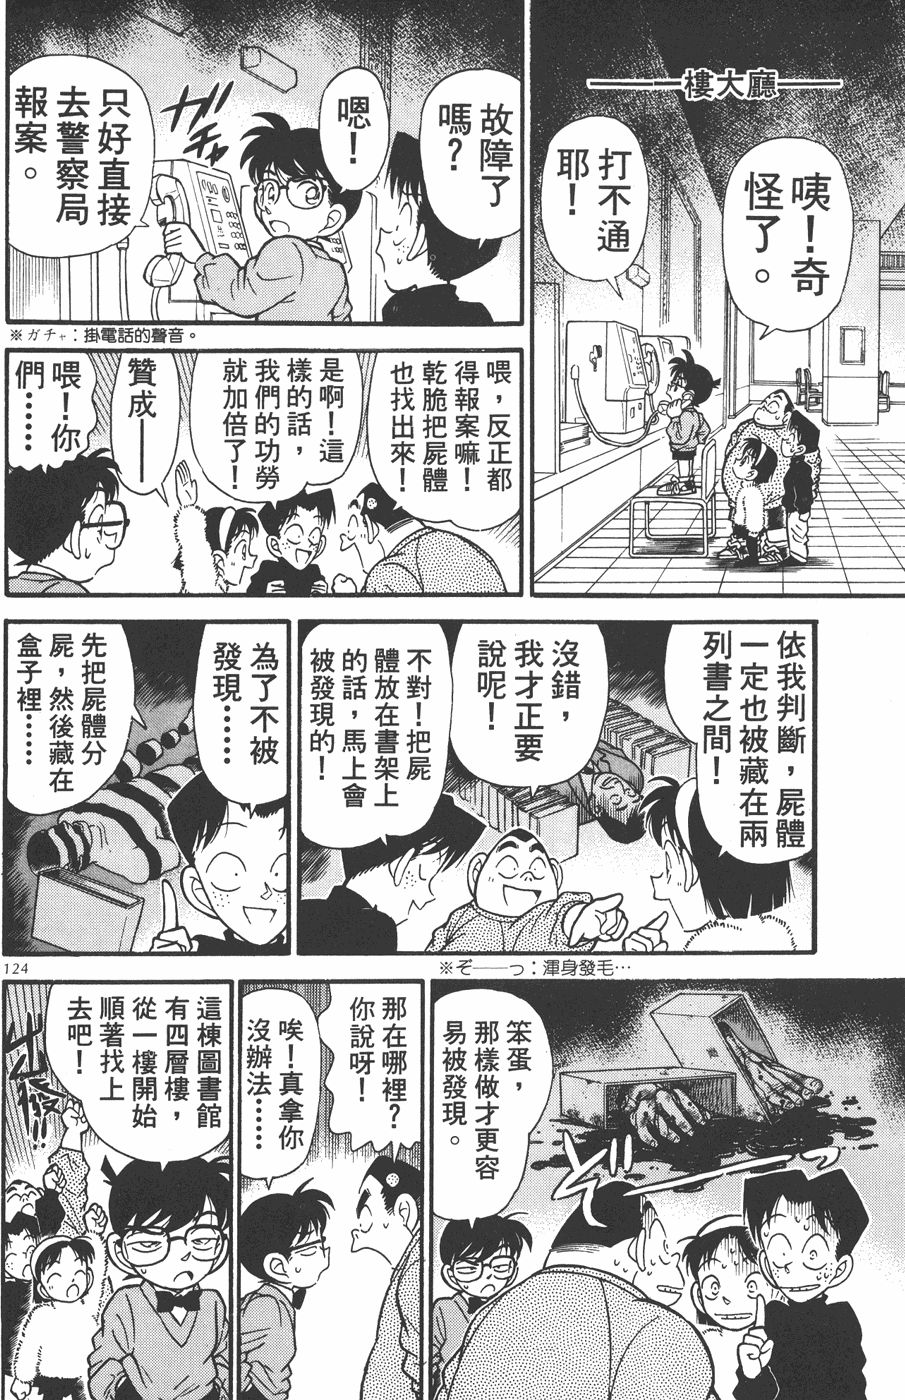 樓大廳
咦！奇
怪了。
打不通
耶！
故障了
嗎？
嗯！
ガチャ
只好直接
去警察局
報案。
※ガチャ：掛電話的聲音。
喂，反正都
得報案嘛！
乾脆把屍體
也找出來！
是啊！這
樣的話，
我們的功勞
就加倍了！
贊成──
喂！你
們……
依我判斷，屍體
一定也被藏在兩
列書之間！
沒錯，
我才正要
說呢！
不對！把屍
體放在書架上
的話，馬上會
被發現的！
為了不被
發現……
先把屍體分
屍，然後藏在
盒子裡……
124
※ぞ──っ：渾身發毛…
ぞ──っ
笨蛋，
那樣做才更容
易被發現。
那在哪裡？
你說呀！
唉！真拿你
沒辦法……
這棟圖書館
有四層樓，
從一樓開始
順著找上
去吧！
出發